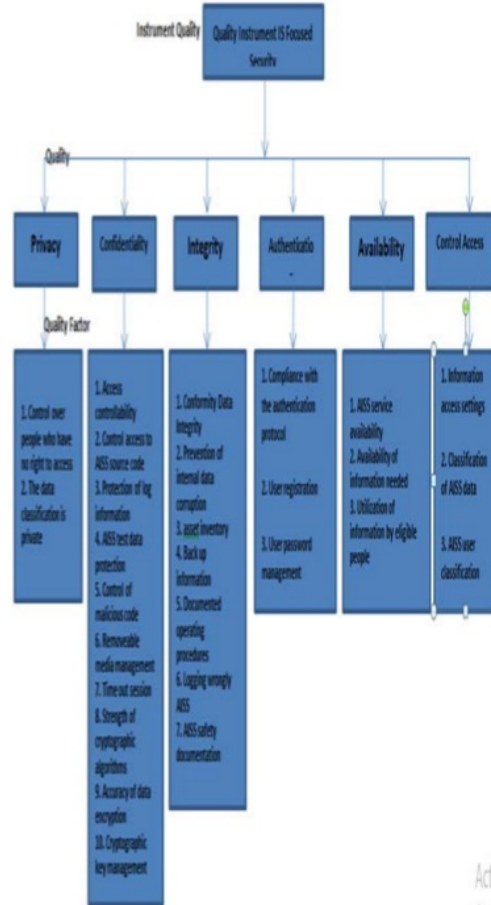 Instrument Quality
Quality Instrument IS Focused
Security
Quality
Privacy
Confidentiality
Integrity
Authenticatio
Availability
Control Access
Quality Factor
1. Control over
people who have
no right to access
2. The data
classification is
private
1. Access
controllability
2. Control access to
AISS source code
3. Protection of log
information
4. AISS test data
protection
5. Control of
malicious code
6. Removeable
media management
7. Time out session
8. Strength of
cryptographic
algorithms
9. Accuracy of data
encryption
10. Cryptographic
key management
1. Conformity Data
Integrity
2. Prevention of
internal data
corruption
3. asset inventory
4. Back up
information
5. Documented
operating
procedures
6. Logging wrongly
AISS
7. AISS safety
documentation
1. Compliance with
the authentication
protocol
2. User registration
3. User password
management
1. AISS service
availability
2. Availability of
information needed
3. Utilization of
information by eligible
people
1. Information
access settings
2. Classification
of AISS data
3. AISS user
classification
Act